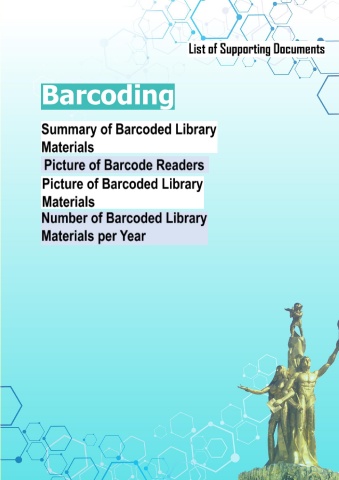 List of Supporting Documents
Barcoding
Summary of Barcoded Library
Materials
Picture of Barcode Readers
Picture of Barcoded Library
Materials
Number of Barcoded Library
Materials per Year